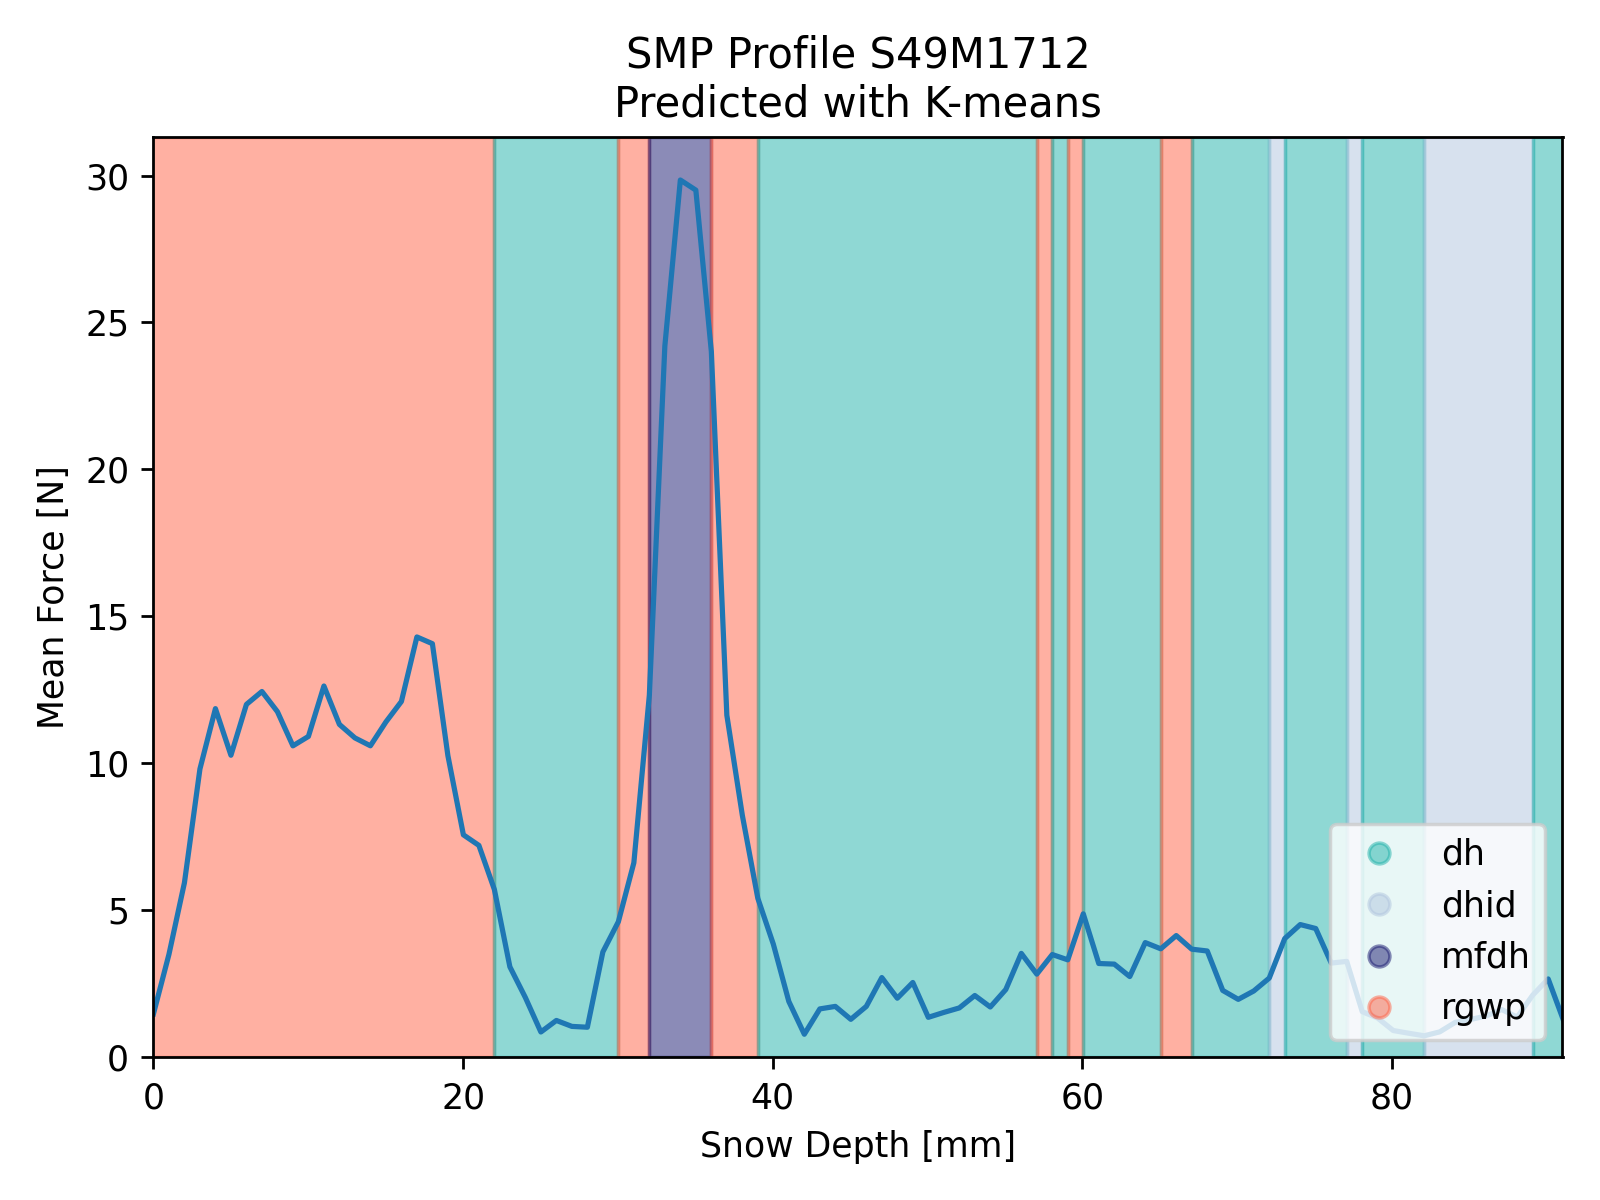 SMP Profile S49M1712
Predicted with K-means
Mean Force [N]
30
25
20
15
10
5
0
0 20 40 60 80
Snow Depth [mm]
dh
dhid
mfdh
rgwp